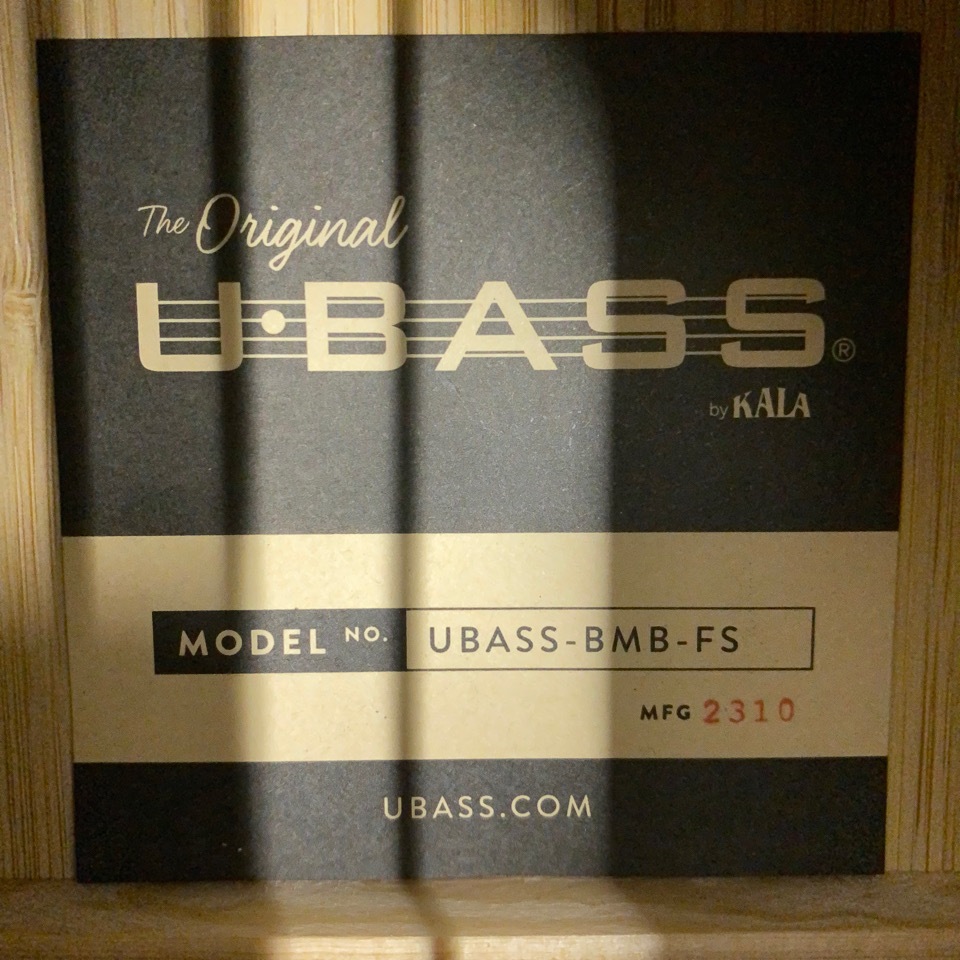 The Original
U•BASS®
by KALA
MODEL NO. UBASS-BMB-FS
MFG 2310
UBASS.COM